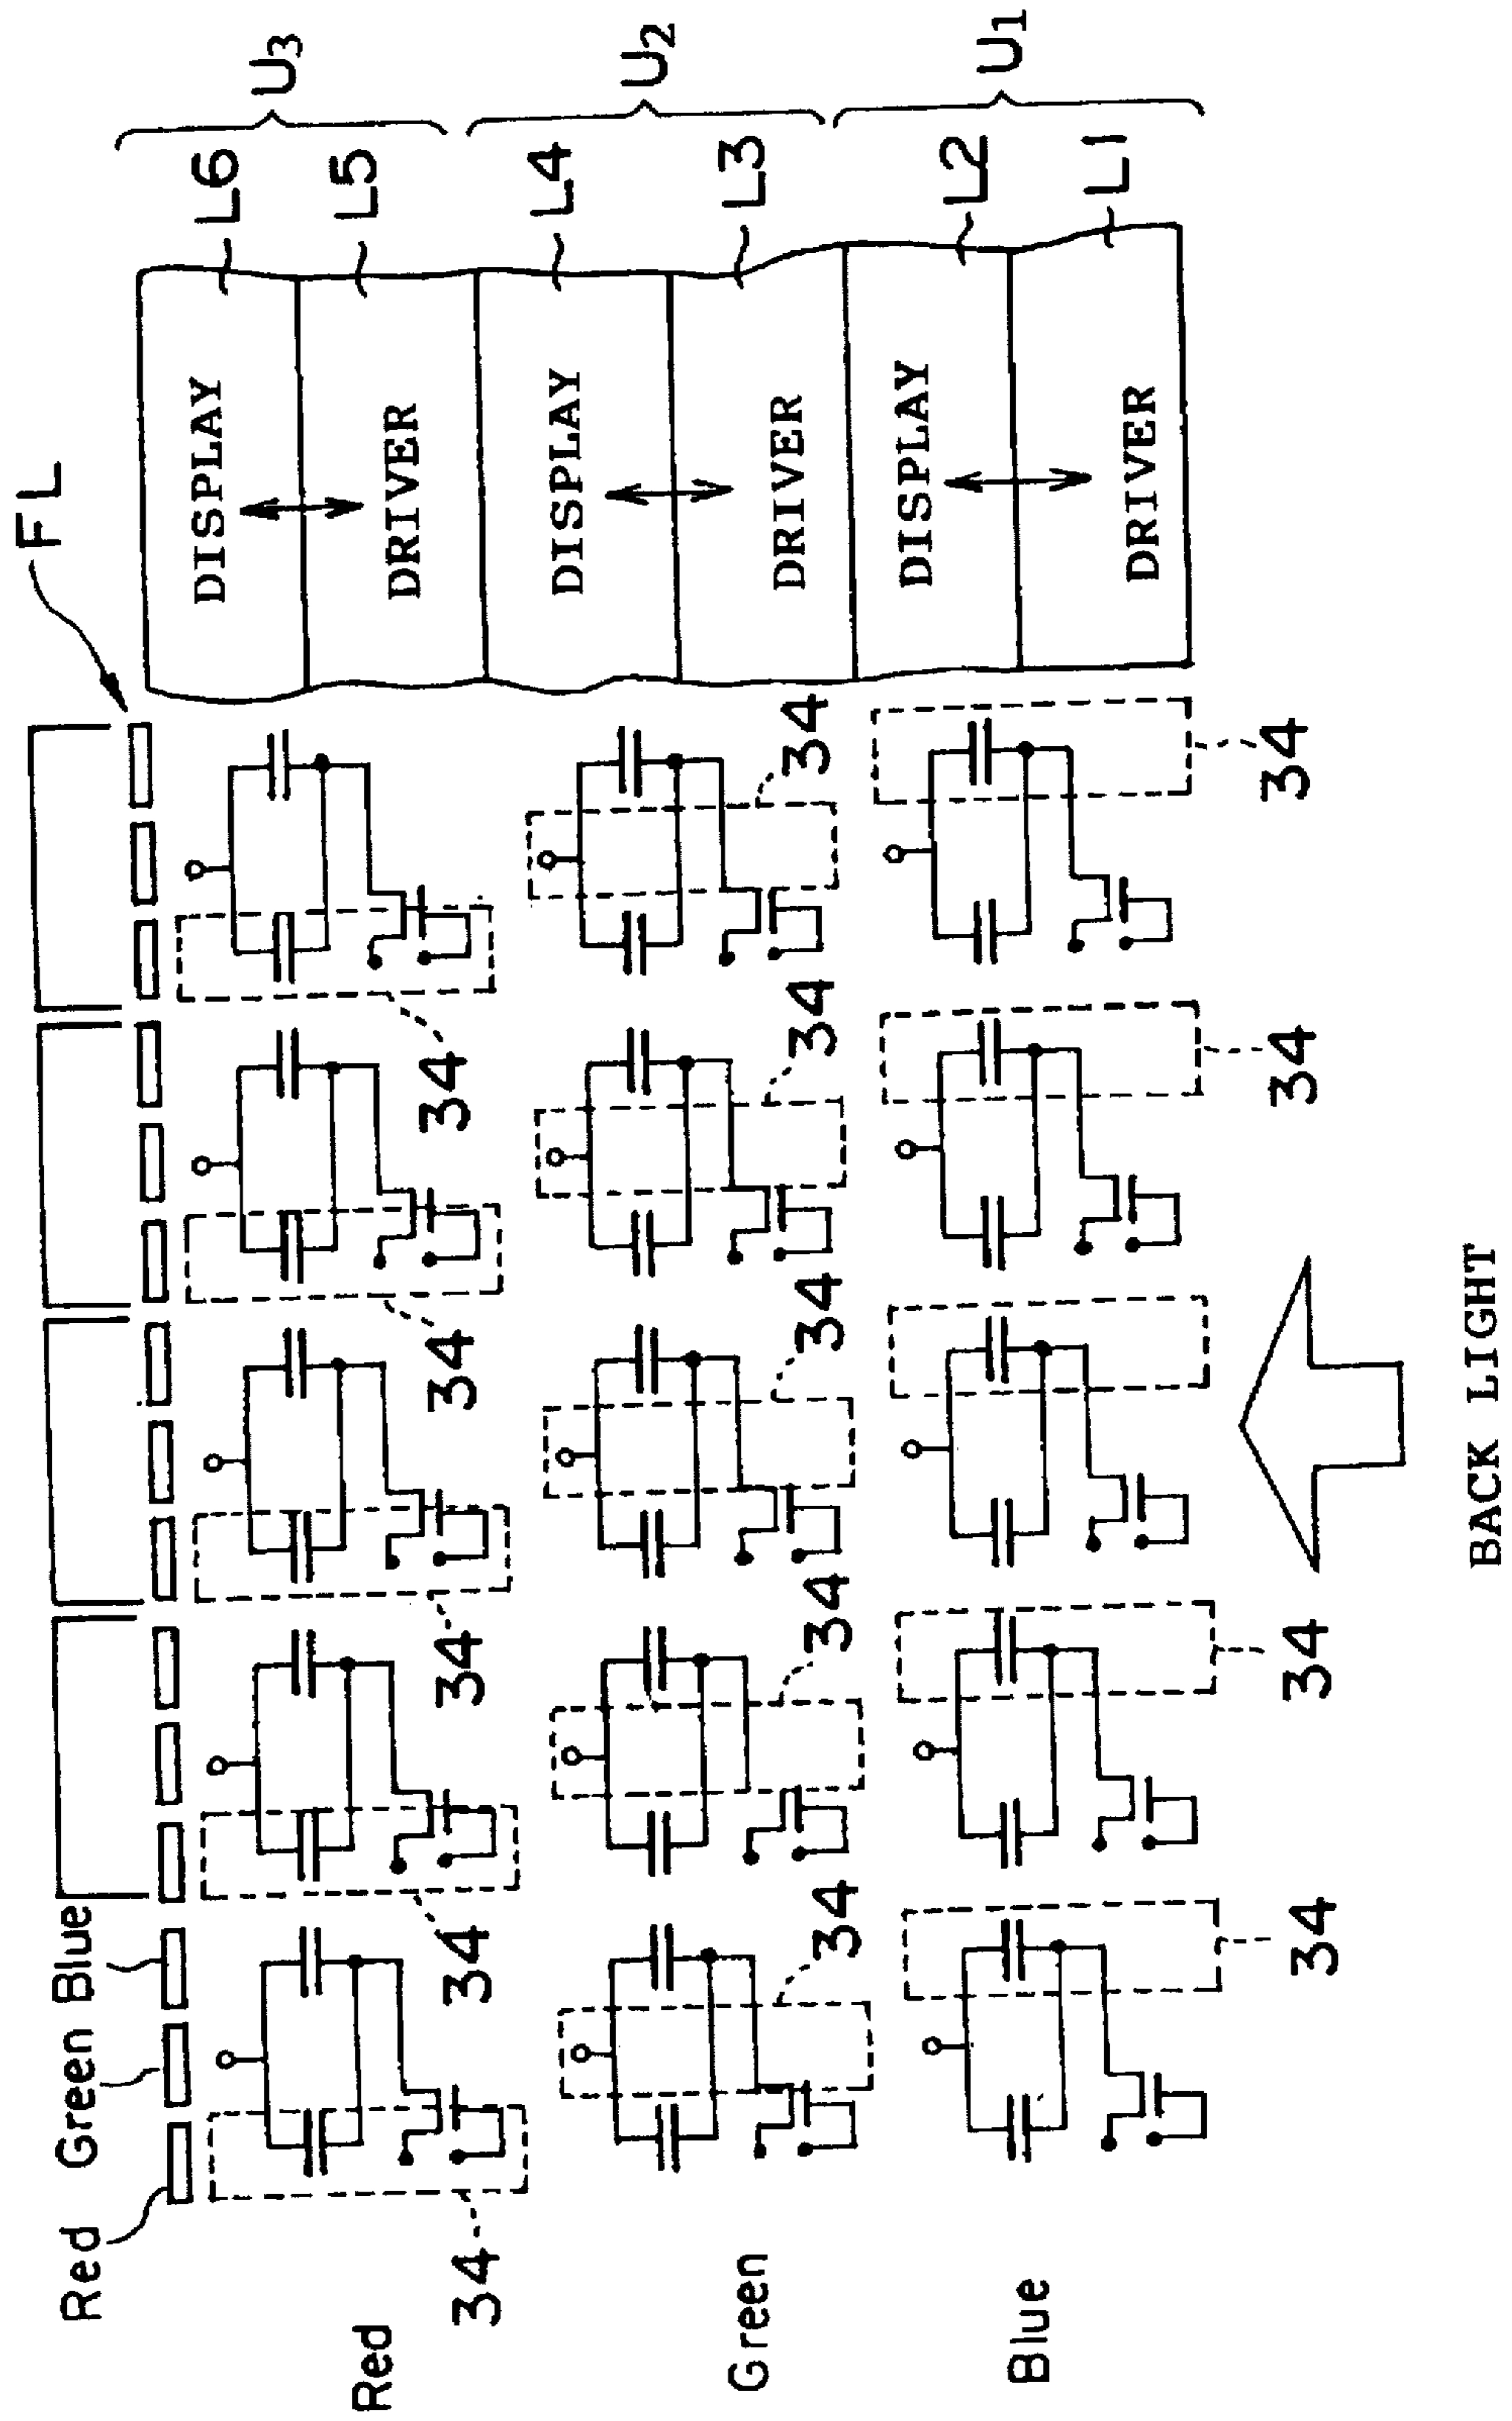 FL
Red Green Blue
DISPLAY L6
U3
Red
DRIVER L5
34 34 34 34 34
DISPLAY L4
U2
Green
DRIVER L3
34 34 34 34 34
DISPLAY L2
U1
Blue
DRIVER L1
34 34 34 34
BACK LIGHT